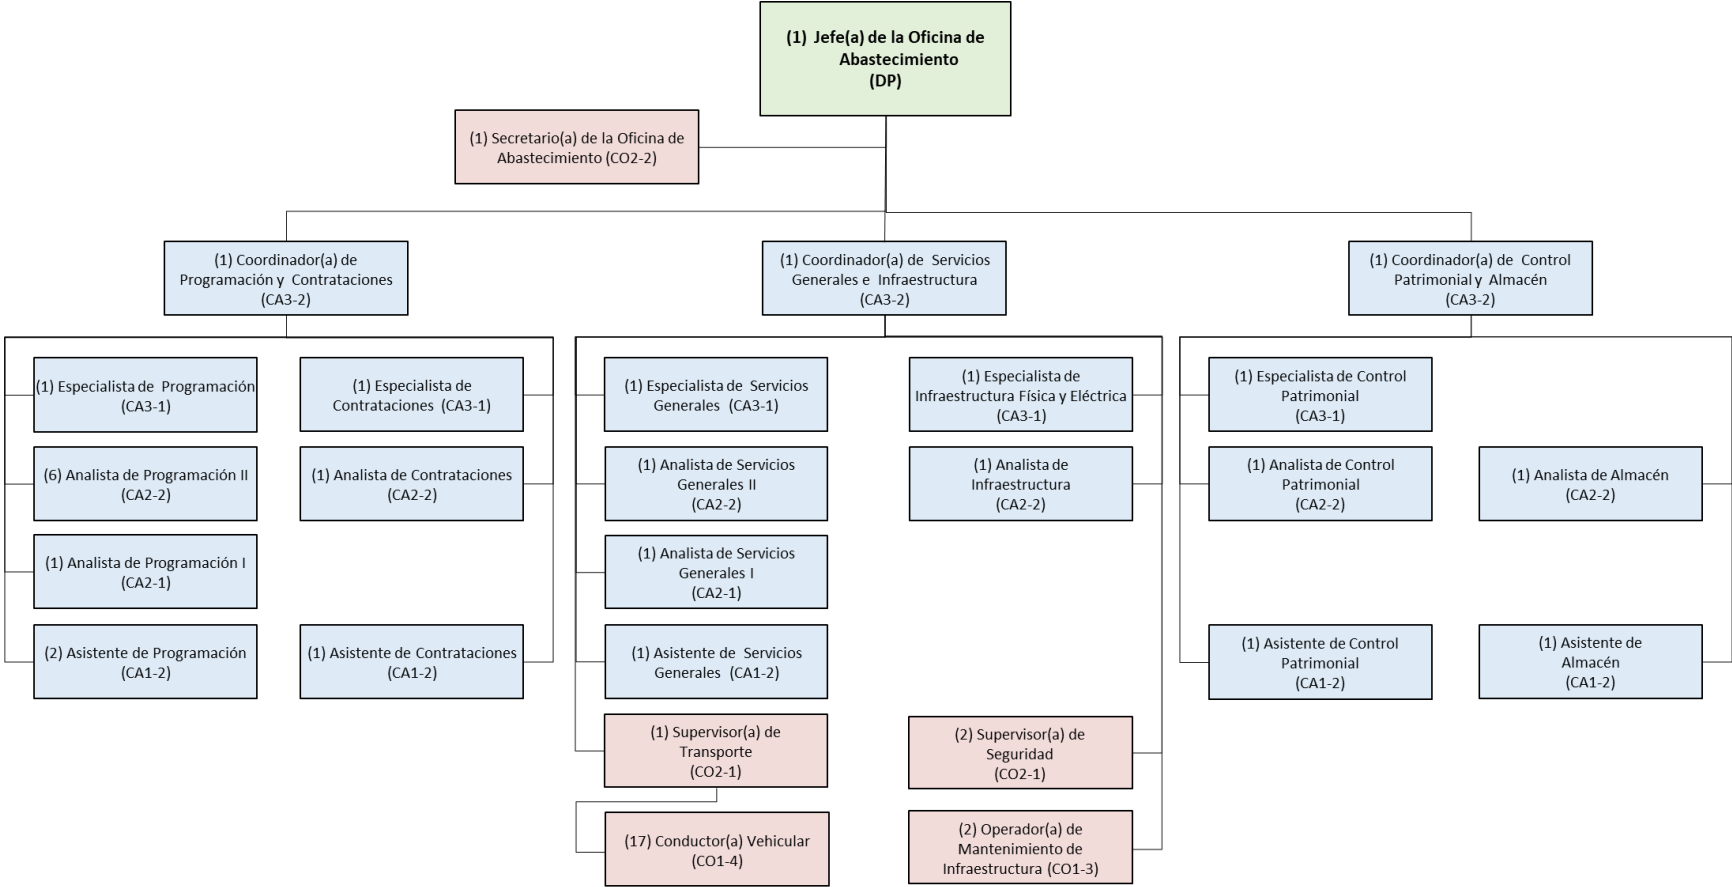 (1) Jefe(a) de la Oficina de
Abastecimiento
(DP)
(1) Secretario(a) de la Oficina de
Abastecimiento (CO2-2)
(1) Coordinador(a) de
Programación y Contrataciones
(CA3-2)
(1) Coordinador(a) de Servicios
Generales e Infraestructura
(CA3-2)
(1) Coordinador(a) de Control
Patrimonial y Almacén
(CA3-2)
(1) Especialista de Programación
(CA3-1)
(1) Especialista de
Contrataciones (CA3-1)
(1) Especialista de Servicios
Generales (CA3-1)
(1) Especialista de
Infraestructura Física y Eléctrica
(CA3-1)
(1) Especialista de Control
Patrimonial
(CA3-1)
(6) Analista de Programación II
(CA2-2)
(1) Analista de Contrataciones
(CA2-2)
(1) Analista de Servicios
Generales II
(CA2-2)
(1) Analista de
Infraestructura
(CA2-2)
(1) Analista de Control
Patrimonial
(CA2-2)
(1) Analista de Almacén
(CA2-2)
(1) Analista de Programación I
(CA2-1)
(1) Analista de Servicios
Generales I
(CA2-1)
(2) Asistente de Programación
(CA1-2)
(1) Asistente de Contrataciones
(CA1-2)
(1) Asistente de Servicios
Generales (CA1-2)
(1) Asistente de Control
Patrimonial
(CA1-2)
(1) Asistente de
Almacén
(CA1-2)
(1) Supervisor(a) de
Transporte
(CO2-1)
(2) Supervisor(a) de
Seguridad
(CO2-1)
(17) Conductor(a) Vehicular
(CO1-4)
(2) Operador(a) de
Mantenimiento de
Infraestructura (CO1-3)